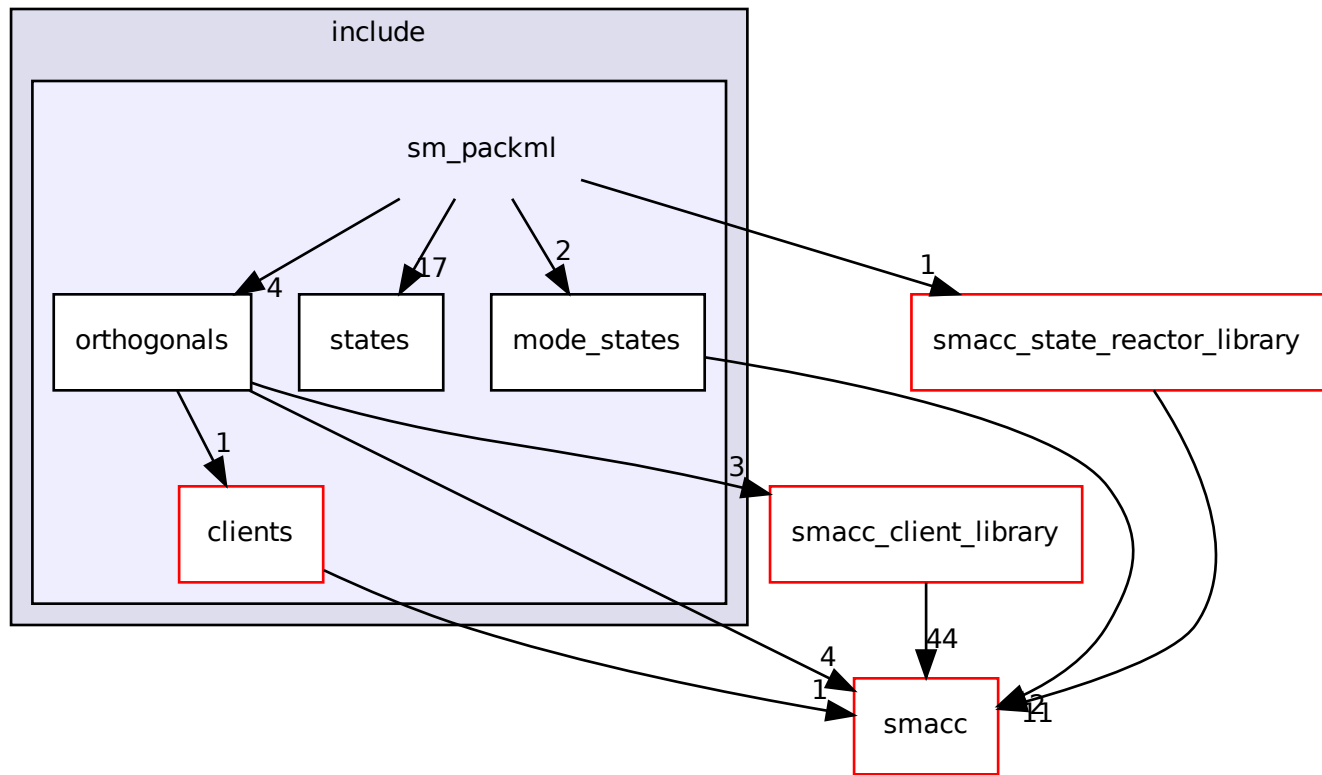 include
sm_packml
4
17
2
1
orthogonals
states
mode_states
smacc_state_reactor_library
1
3
clients
smacc_client_library
44
4
1
2
11
smacc